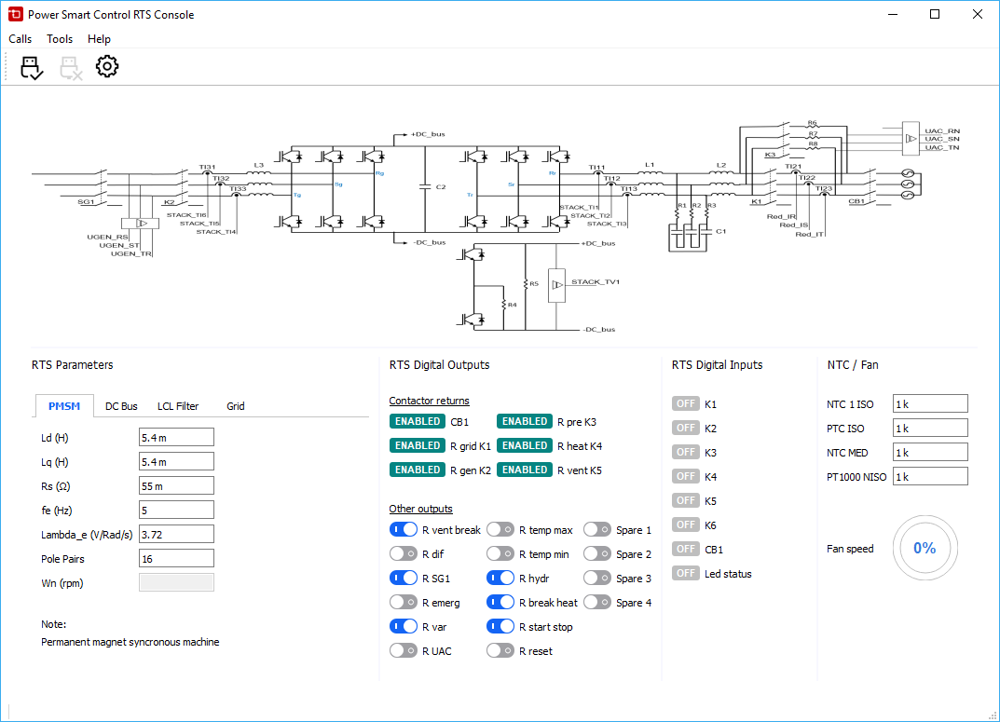 Power Smart Control RTS Console
Calls Tools Help
+DC_bus
R6
R7
R8
UAC_RN
UAC_SN
UAC_TN
K3
TI31
TI32
TI33
L3
Rg
Sg
Tg
C2
Rr
Sr
Tr
TI11
TI12
TI13
L1
L2
TI21
TI22
TI23
SG1
K2
STACK_TI6
STACK_TI5
STACK_TI4
STACK_TI1
STACK_TI2
STACK_TI3
R1
R2
R3
C1
K1
CB1
Red_IR
Red_IS
Red_IT
UGEN_RS
UGEN_ST
UGEN_TR
-DC_bus
+DC_bus
R5
R4
STACK_TV1
-DC_bus
RTS Parameters
PMSM DC Bus LCL Filter Grid
Ld (H) 5.4 m
Lq (H) 5.4 m
Rs (Ω) 55 m
fe (Hz) 5
Lambda_e (V/Rad/s) 3.72
Pole Pairs 16
Wn (rpm)
Note:
Permanent magnet syncronous machine
RTS Digital Outputs
Contactor returns
ENABLED CB1 ENABLED R pre K3
ENABLED R grid K1 ENABLED R heat K4
ENABLED R gen K2 ENABLED R vent K5
Other outputs
R vent break R temp max Spare 1
R dif R temp min Spare 2
R SG1 R hydr Spare 3
R emerg R break heat Spare 4
R var R start stop
R UAC R reset
RTS Digital Inputs
OFF K1
OFF K2
OFF K3
OFF K4
OFF K5
OFF K6
OFF CB1
OFF Led status
NTC / Fan
NTC 1 ISO 1 k
PTC ISO 1 k
NTC MED 1 k
PT1000 NISO 1 k
Fan speed 0%